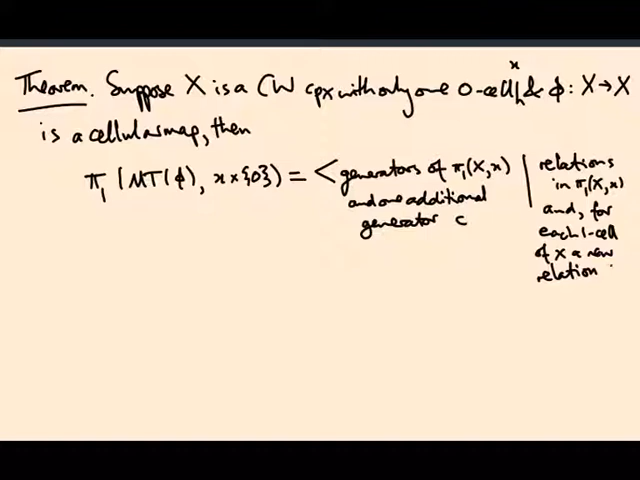 x
Theorem. Suppose X is a CW cpx with only one 0-cell & φ: X → X
is a cellular map, then
π₁ (MT(φ), x × {0}) = < generators of π₁(X,x) | relations
and one additional in π₁(X,x)
generator c and, for
each 1-cell
of X a new
relation